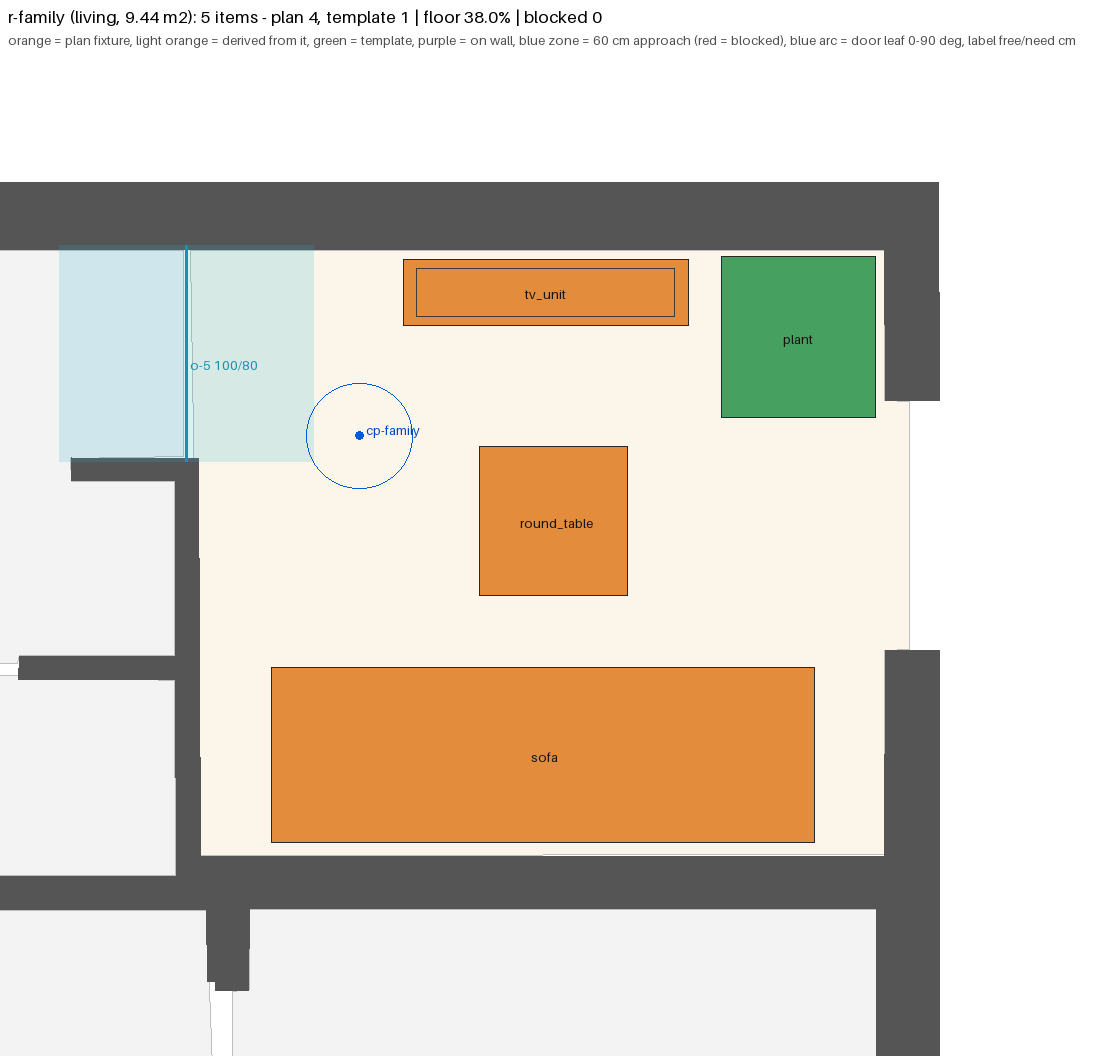 r-family (living, 9.44 m2): 5 items - plan 4, template 1 | floor 38.0% | blocked 0
orange = plan fixture, light orange = derived from it, green = template, purple = on wall, blue zone = 60 cm approach (red = blocked), blue arc = door leaf 0-90 deg, label free/need cm
tv_unit
plant
o-5 100/80
cp-family
round_table
sofa